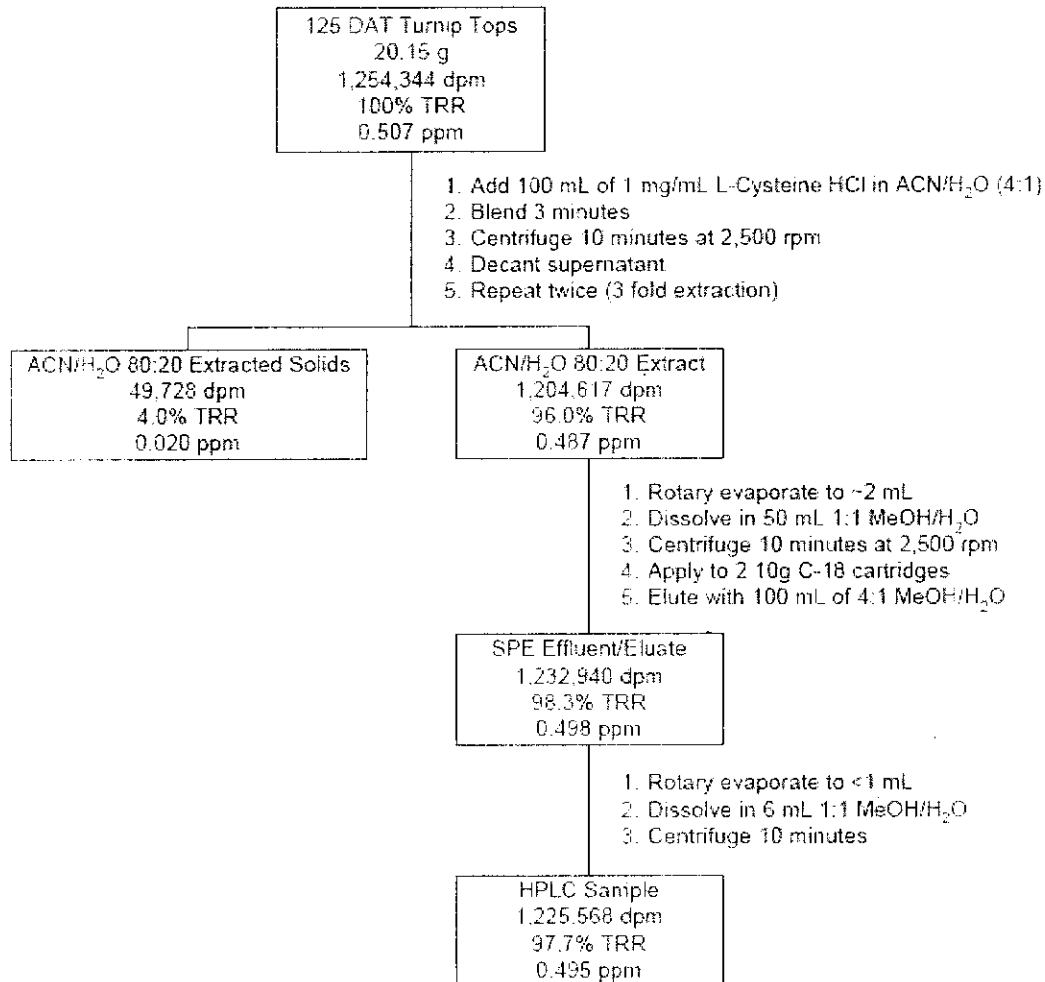 125 DAT Turnip Tops
20.15 g
1,254,344 dpm
100% TRR
0.507 ppm
1. Add 100 mL of 1 mg/mL L-Cysteine HCl in ACN/H₂O (4:1)
2. Blend 3 minutes
3. Centrifuge 10 minutes at 2,500 rpm
4. Decant supernatant
5. Repeat twice (3 fold extraction)
ACN/H₂O 80:20 Extracted Solids
49,728 dpm
4.0% TRR
0.020 ppm
ACN/H₂O 80:20 Extract
1,204,617 dpm
96.0% TRR
0.487 ppm
1. Rotary evaporate to ~2 mL
2. Dissolve in 50 mL 1:1 MeOH/H₂O
3. Centrifuge 10 minutes at 2,500 rpm
4. Apply to 2 10g C-18 cartridges
5. Elute with 100 mL of 4:1 MeOH/H₂O
SPE Effluent/Eluate
1,232,940 dpm
98.3% TRR
0.498 ppm
1. Rotary evaporate to <1 mL
2. Dissolve in 6 mL 1:1 MeOH/H₂O
3. Centrifuge 10 minutes
HPLC Sample
1,225,568 dpm
97.7% TRR
0.495 ppm